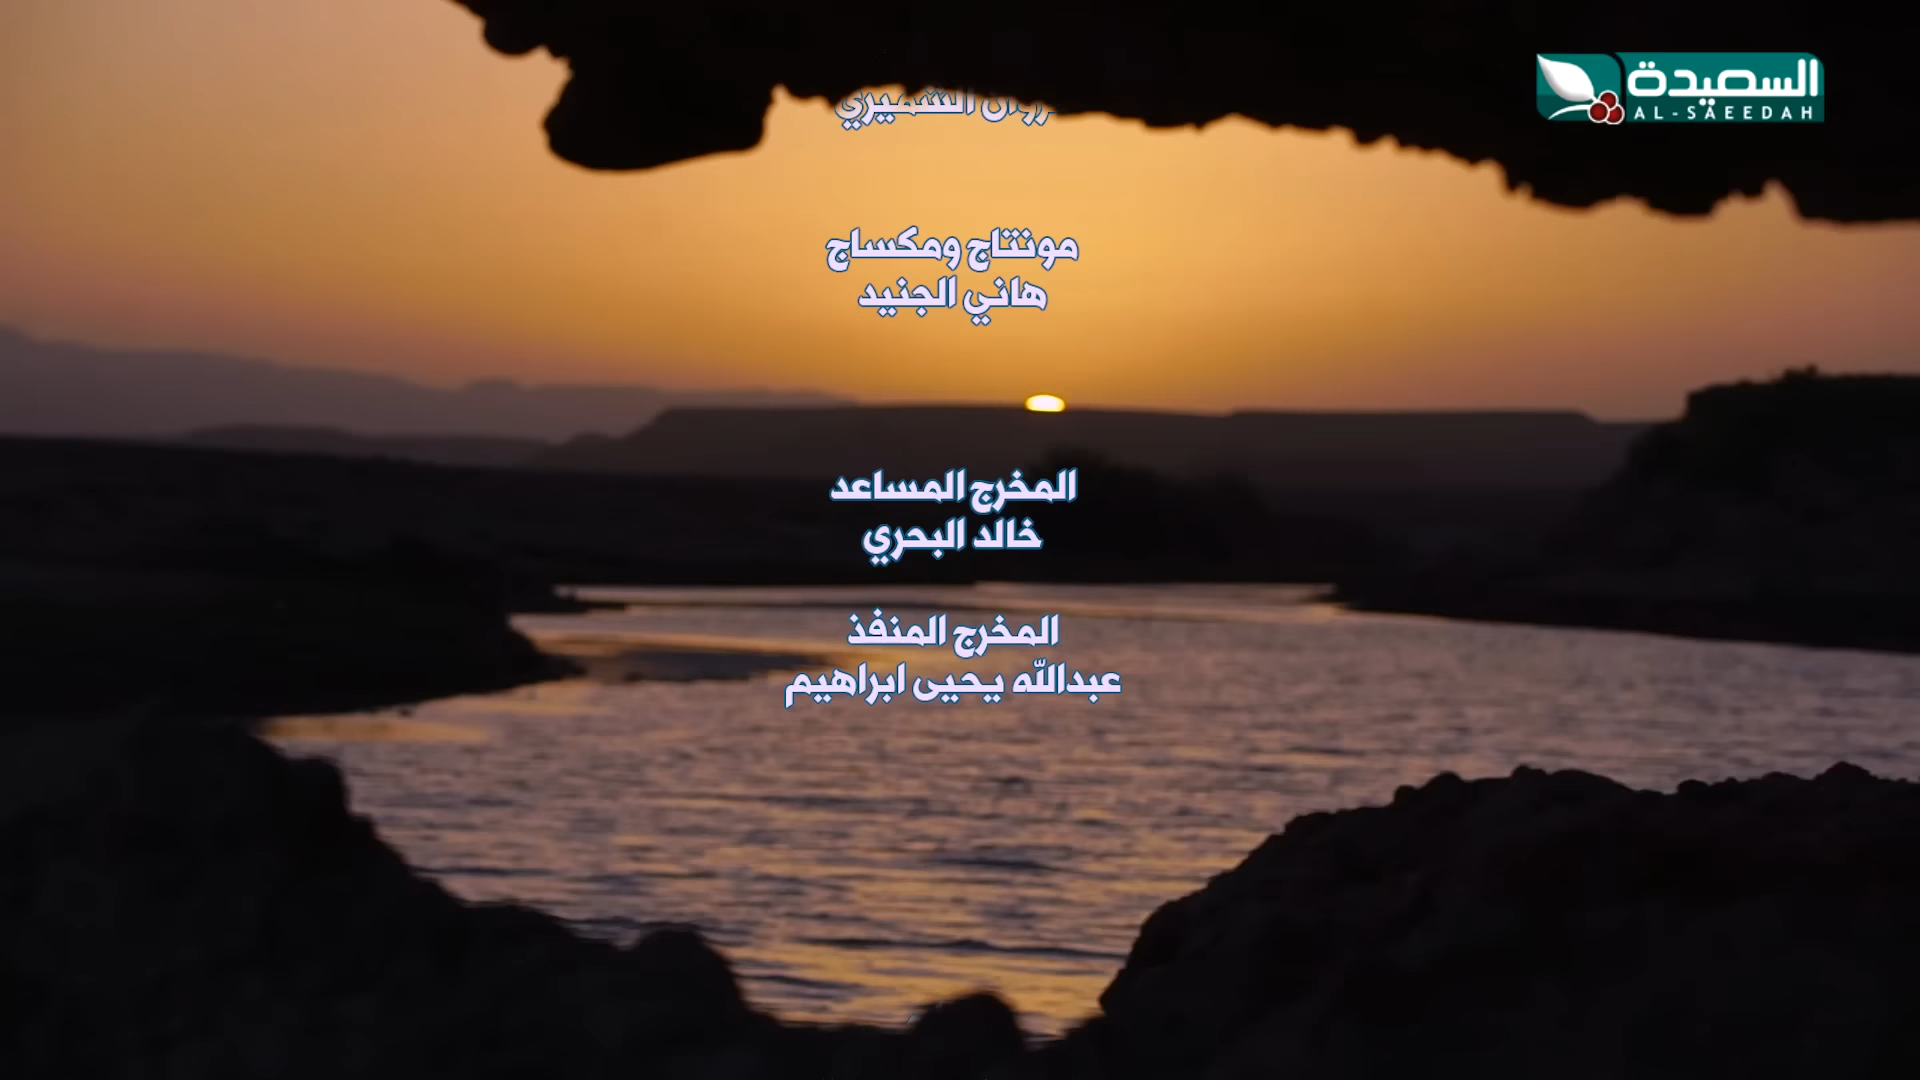 السعيدة
AL-SAEEDAH
مونتاج ومكساج
هاني الجنيد
المخرج المساعد
خالد البحري
المخرج المنفذ
عبدالله يحيى ابراهيم